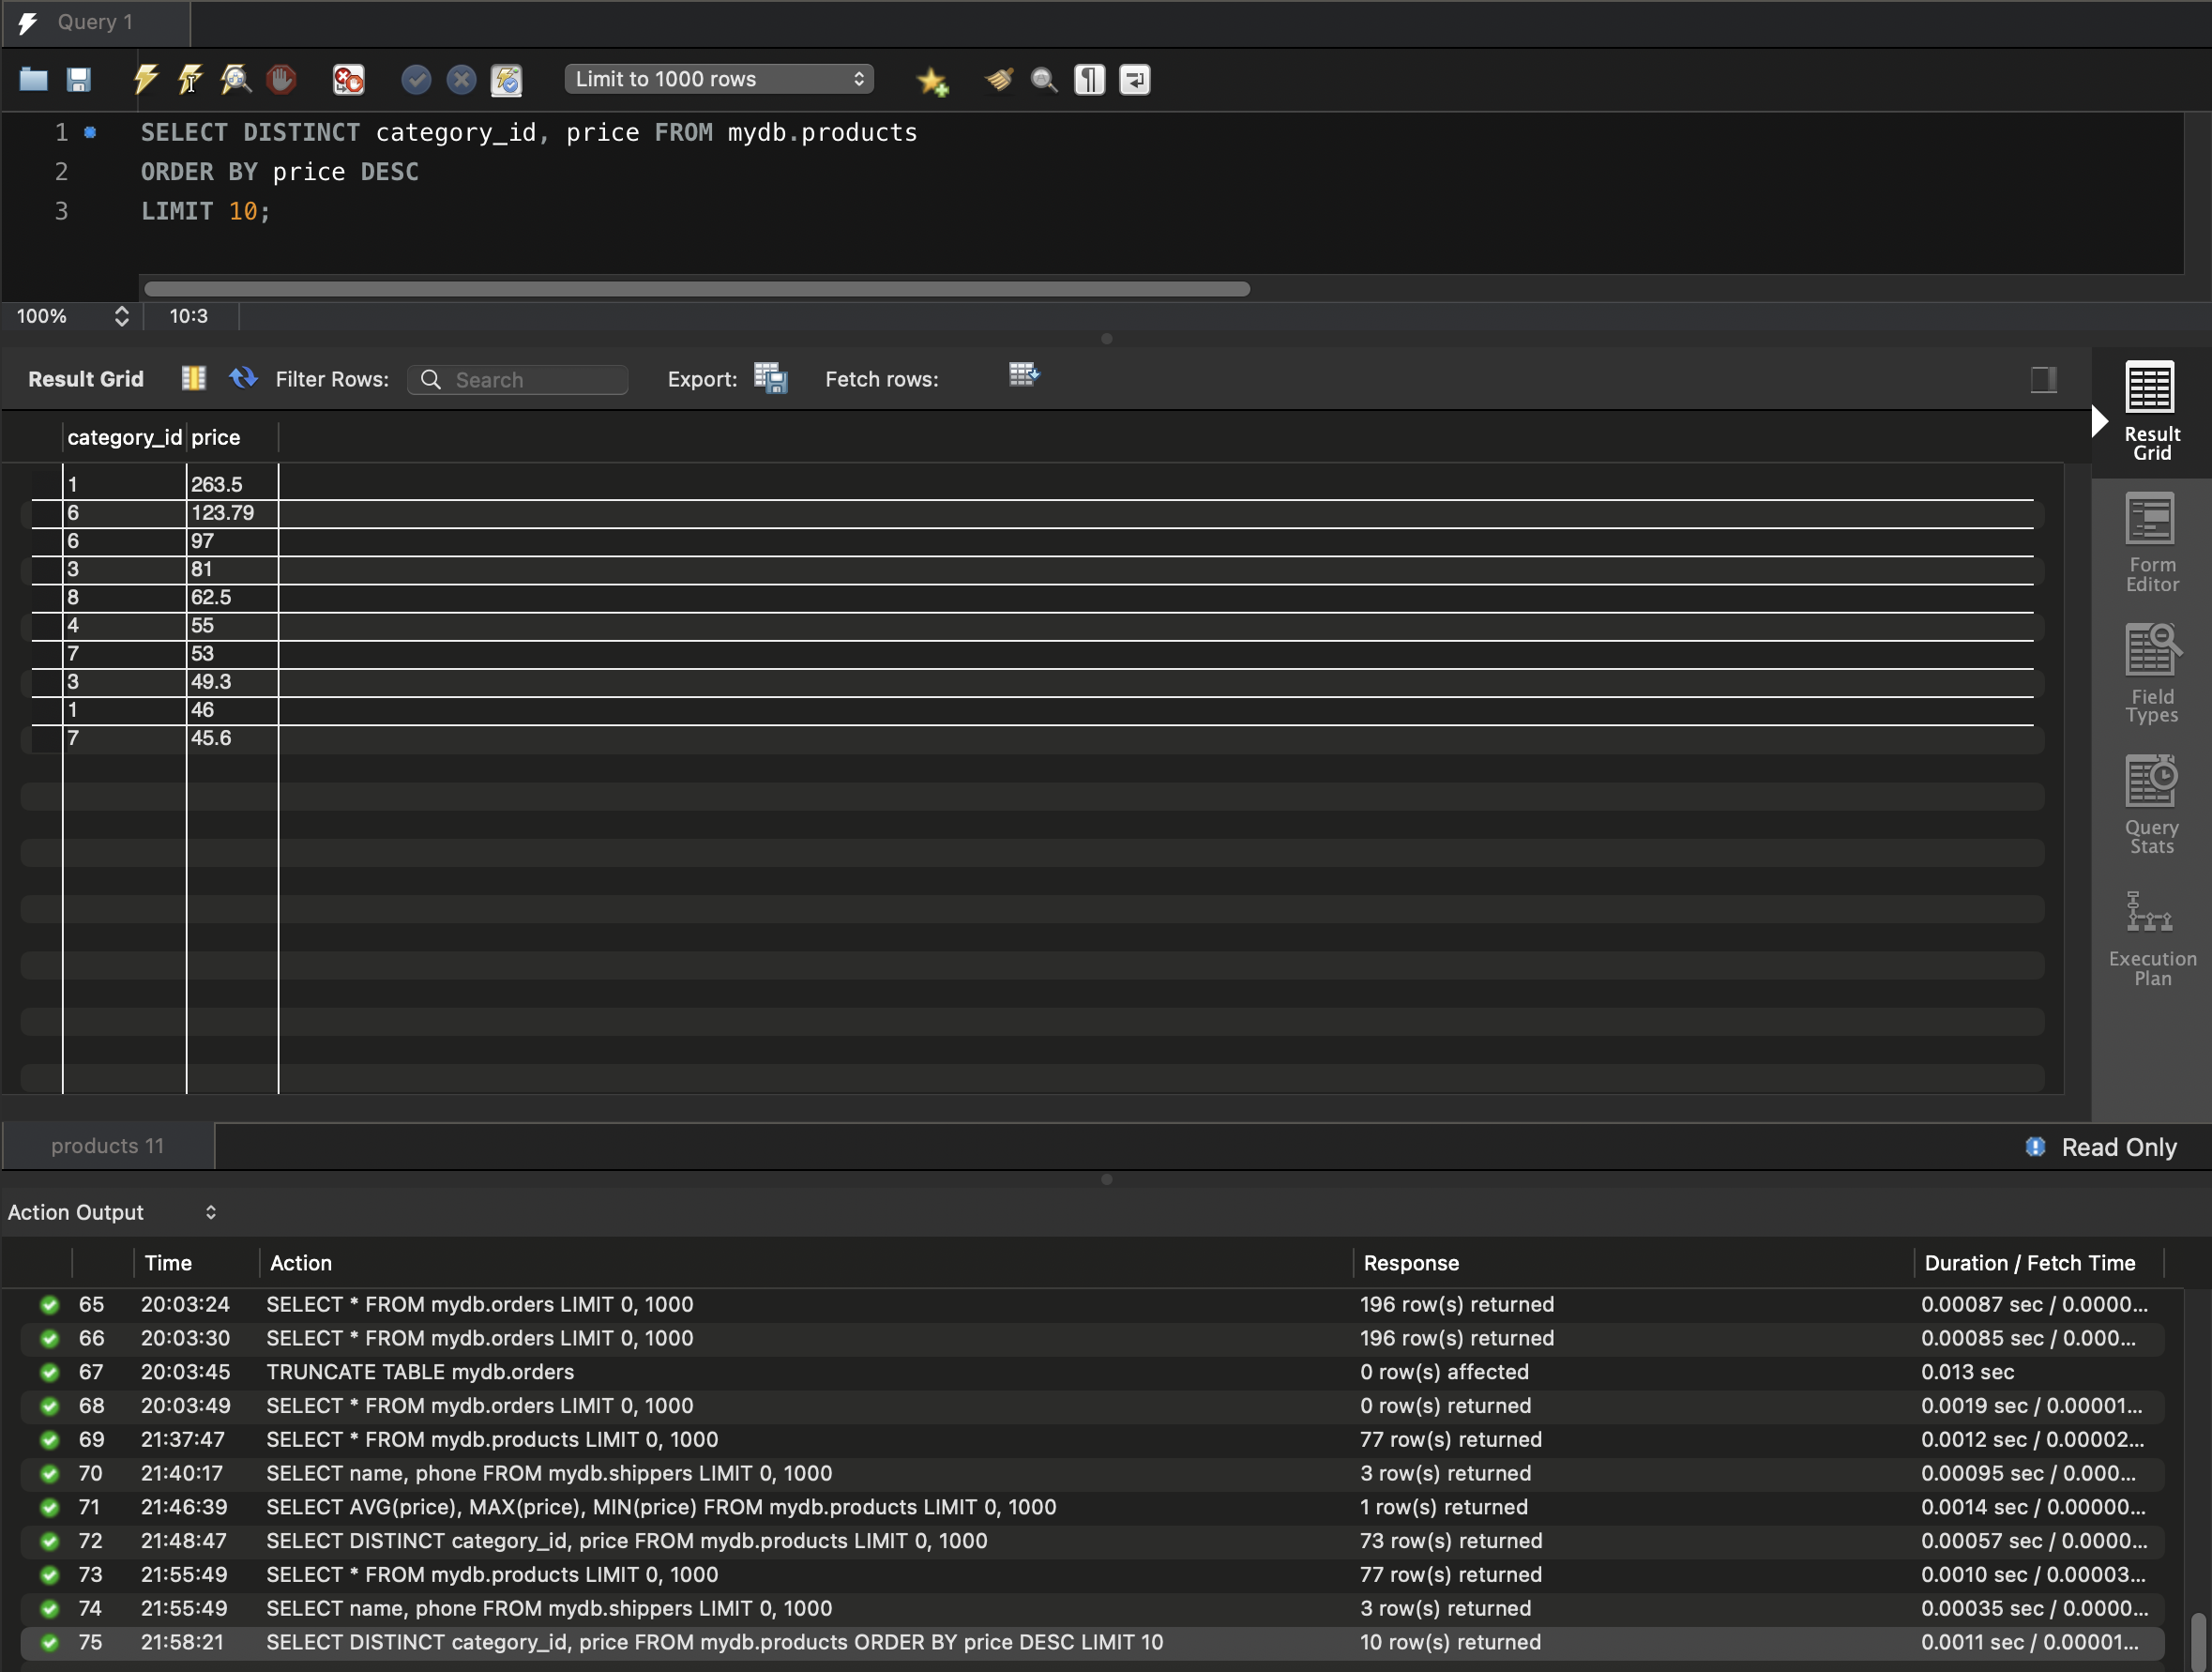 Query 1
Limit to 1000 rows
1 SELECT DISTINCT category_id, price FROM mydb.products
2 ORDER BY price DESC
3 LIMIT 10;
100% 10:3
Result Grid Filter Rows: Search Export: Fetch rows:
category_id price
1 263.5
6 123.79
6 97
3 81
8 62.5
4 55
7 53
3 49.3
1 46
7 45.6
Result
Grid
Form
Editor
Field
Types
Query
Stats
Execution
Plan
products 11 Read Only
Action Output
Time Action Response Duration / Fetch Time
65 20:03:24 SELECT * FROM mydb.orders LIMIT 0, 1000 196 row(s) returned 0.00087 sec / 0.0000...
66 20:03:30 SELECT * FROM mydb.orders LIMIT 0, 1000 196 row(s) returned 0.00085 sec / 0.000...
67 20:03:45 TRUNCATE TABLE mydb.orders 0 row(s) affected 0.013 sec
68 20:03:49 SELECT * FROM mydb.orders LIMIT 0, 1000 0 row(s) returned 0.0019 sec / 0.00001...
69 21:37:47 SELECT * FROM mydb.products LIMIT 0, 1000 77 row(s) returned 0.0012 sec / 0.00002...
70 21:40:17 SELECT name, phone FROM mydb.shippers LIMIT 0, 1000 3 row(s) returned 0.00095 sec / 0.000...
71 21:46:39 SELECT AVG(price), MAX(price), MIN(price) FROM mydb.products LIMIT 0, 1000 1 row(s) returned 0.0014 sec / 0.00000...
72 21:48:47 SELECT DISTINCT category_id, price FROM mydb.products LIMIT 0, 1000 73 row(s) returned 0.00057 sec / 0.0000...
73 21:55:49 SELECT * FROM mydb.products LIMIT 0, 1000 77 row(s) returned 0.0010 sec / 0.00003...
74 21:55:49 SELECT name, phone FROM mydb.shippers LIMIT 0, 1000 3 row(s) returned 0.00035 sec / 0.0000...
75 21:58:21 SELECT DISTINCT category_id, price FROM mydb.products ORDER BY price DESC LIMIT 10 10 row(s) returned 0.0011 sec / 0.00001...